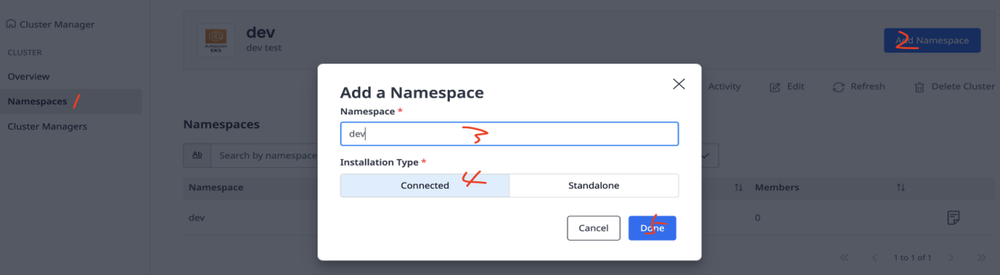 Cluster Manager
CLUSTER
Overview
Namespaces 1
Cluster Managers
Amazon
EKS
dev
dev test
Add Namespace 2
Activity Edit Refresh Delete Cluster
Namespaces
Ab Search by namespace
Namespace Members
dev 0
1 to 1 of 1
Add a Namespace
Namespace *
dev 3
Installation Type *
Connected 4 Standalone
Cancel Done 5